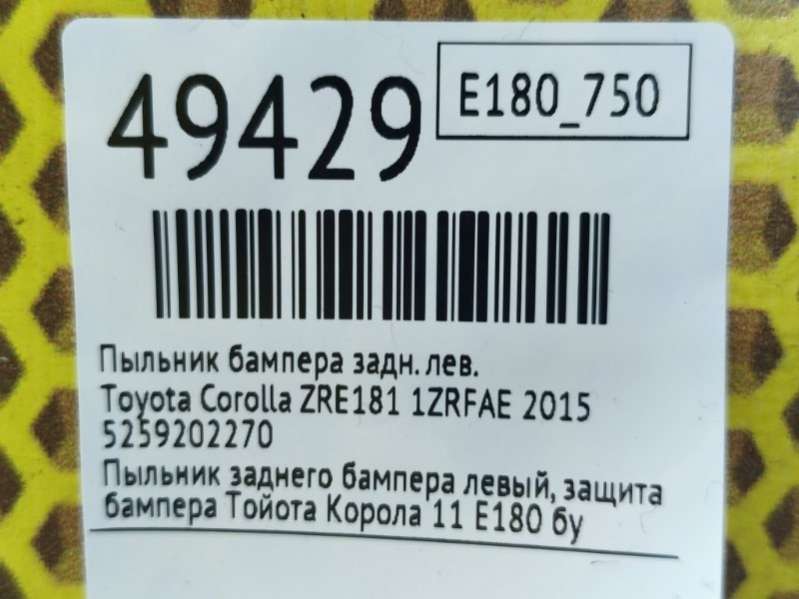 49429
E180_750
Пыльник бампера задн. лев.
Toyota Corolla ZRE181 1ZRFAE 2015
5259202270
Пыльник заднего бампера левый, защита
бампера Тойота Корола 11 Е180 бу